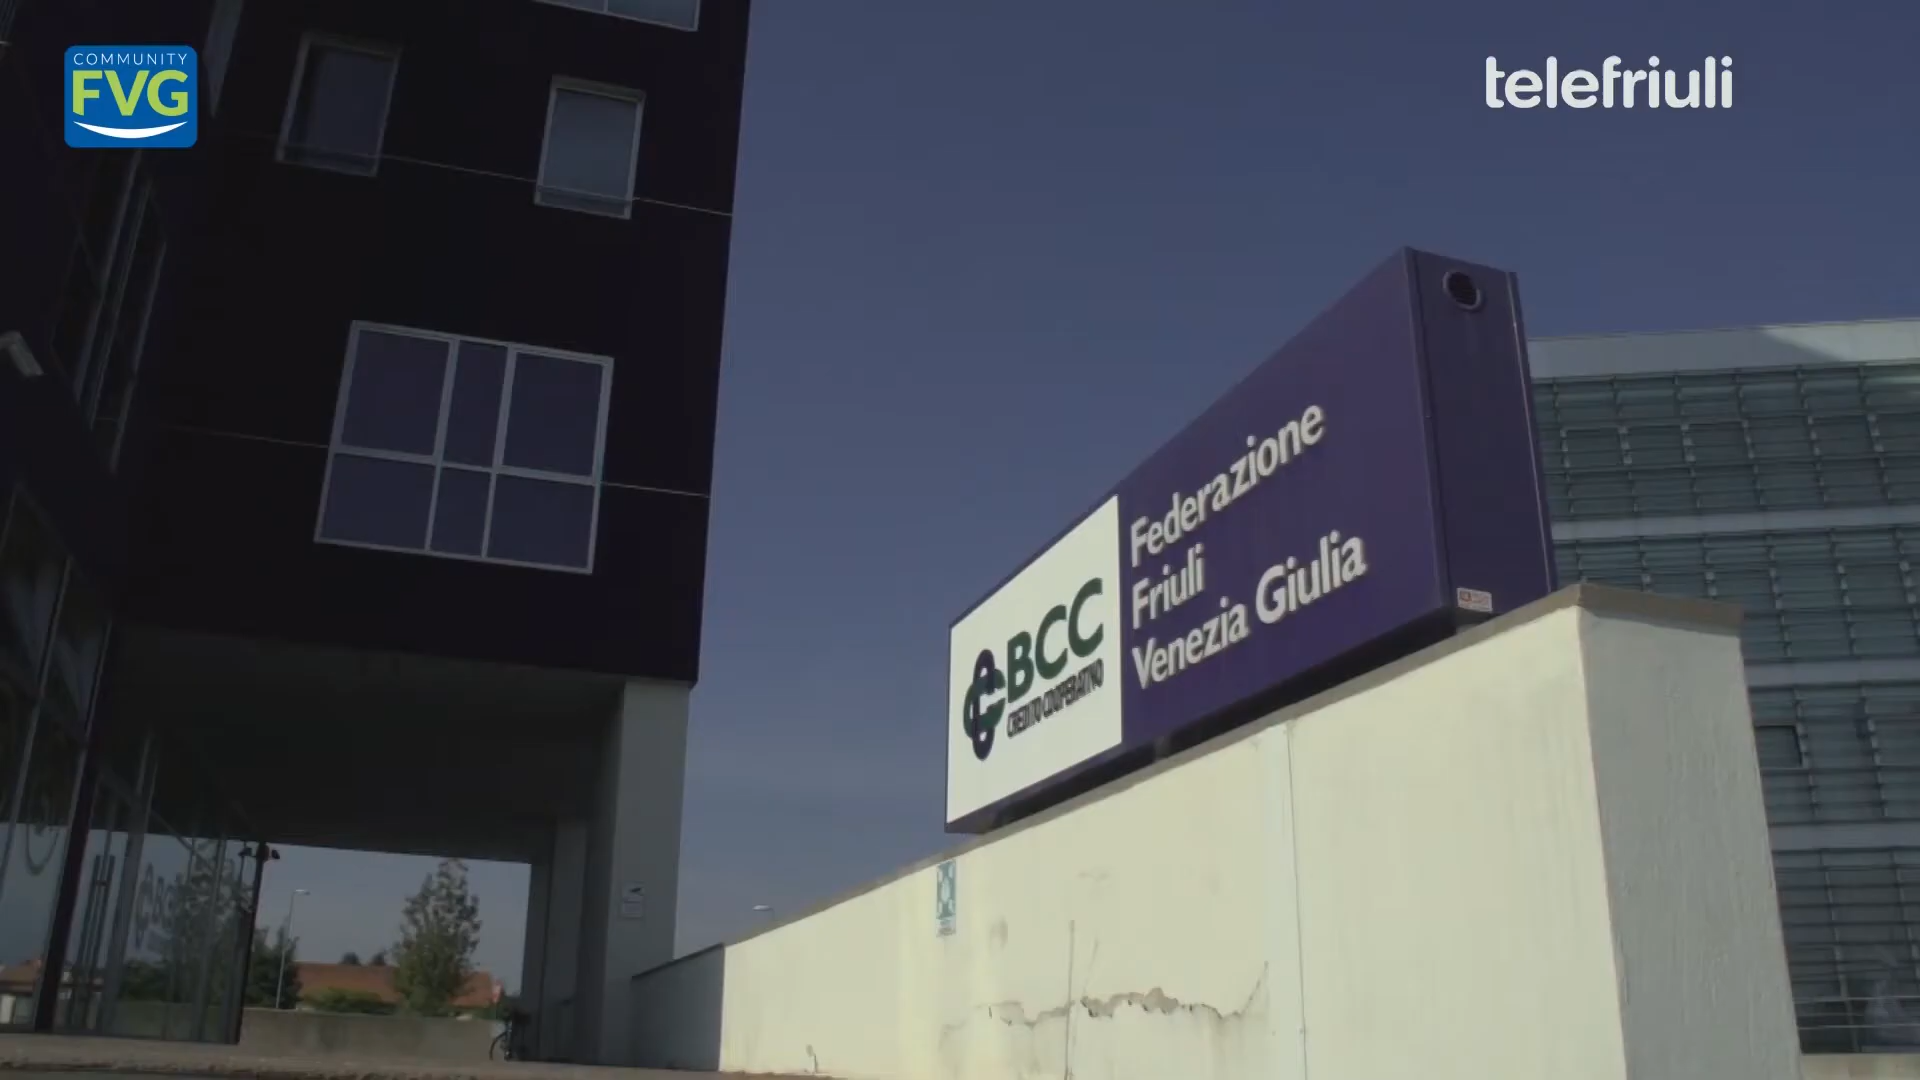 COMMUNITY
FVG
telefriuli
Federazione
Friuli
Venezia Giulia
BCC
CREDITO COOPERATIVO